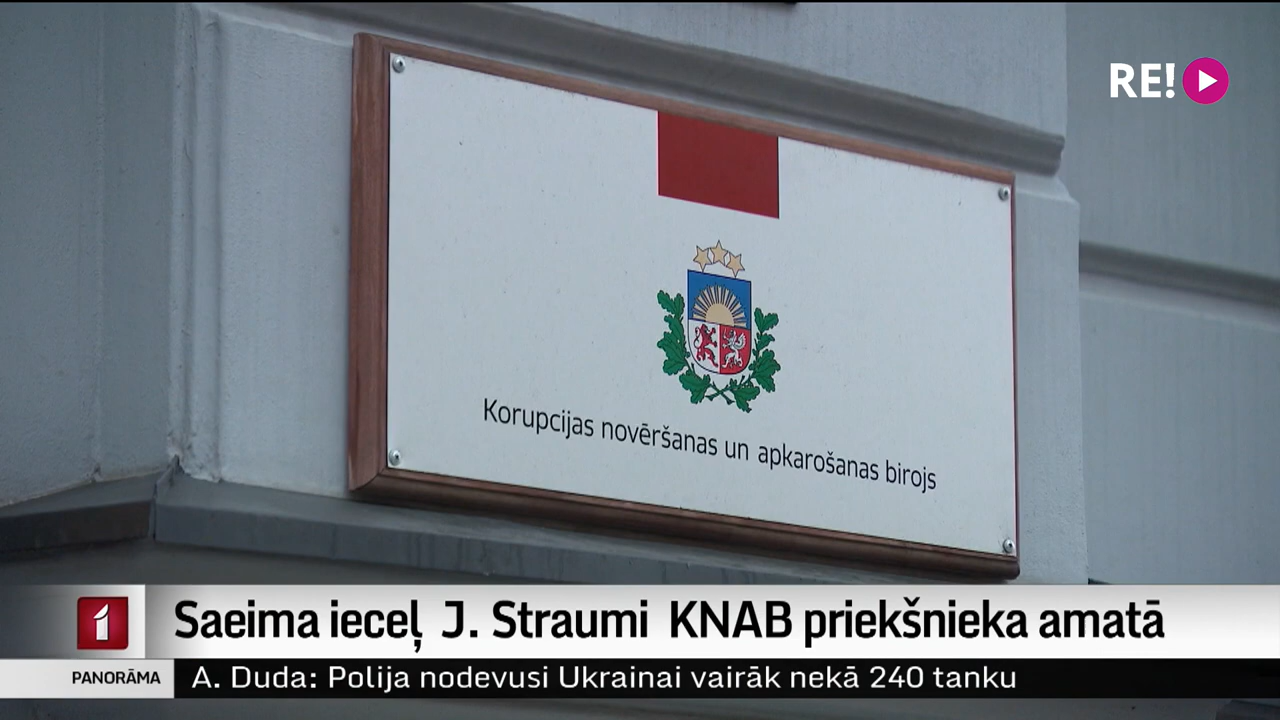 RE!
Korupcijas novēršanas un apkarošanas birojs
1
Saeima ieceļ J. Straumi KNAB priekšnieka amatā
PANORĀMA
A. Duda: Polija nodevusi Ukrainai vairāk nekā 240 tanku